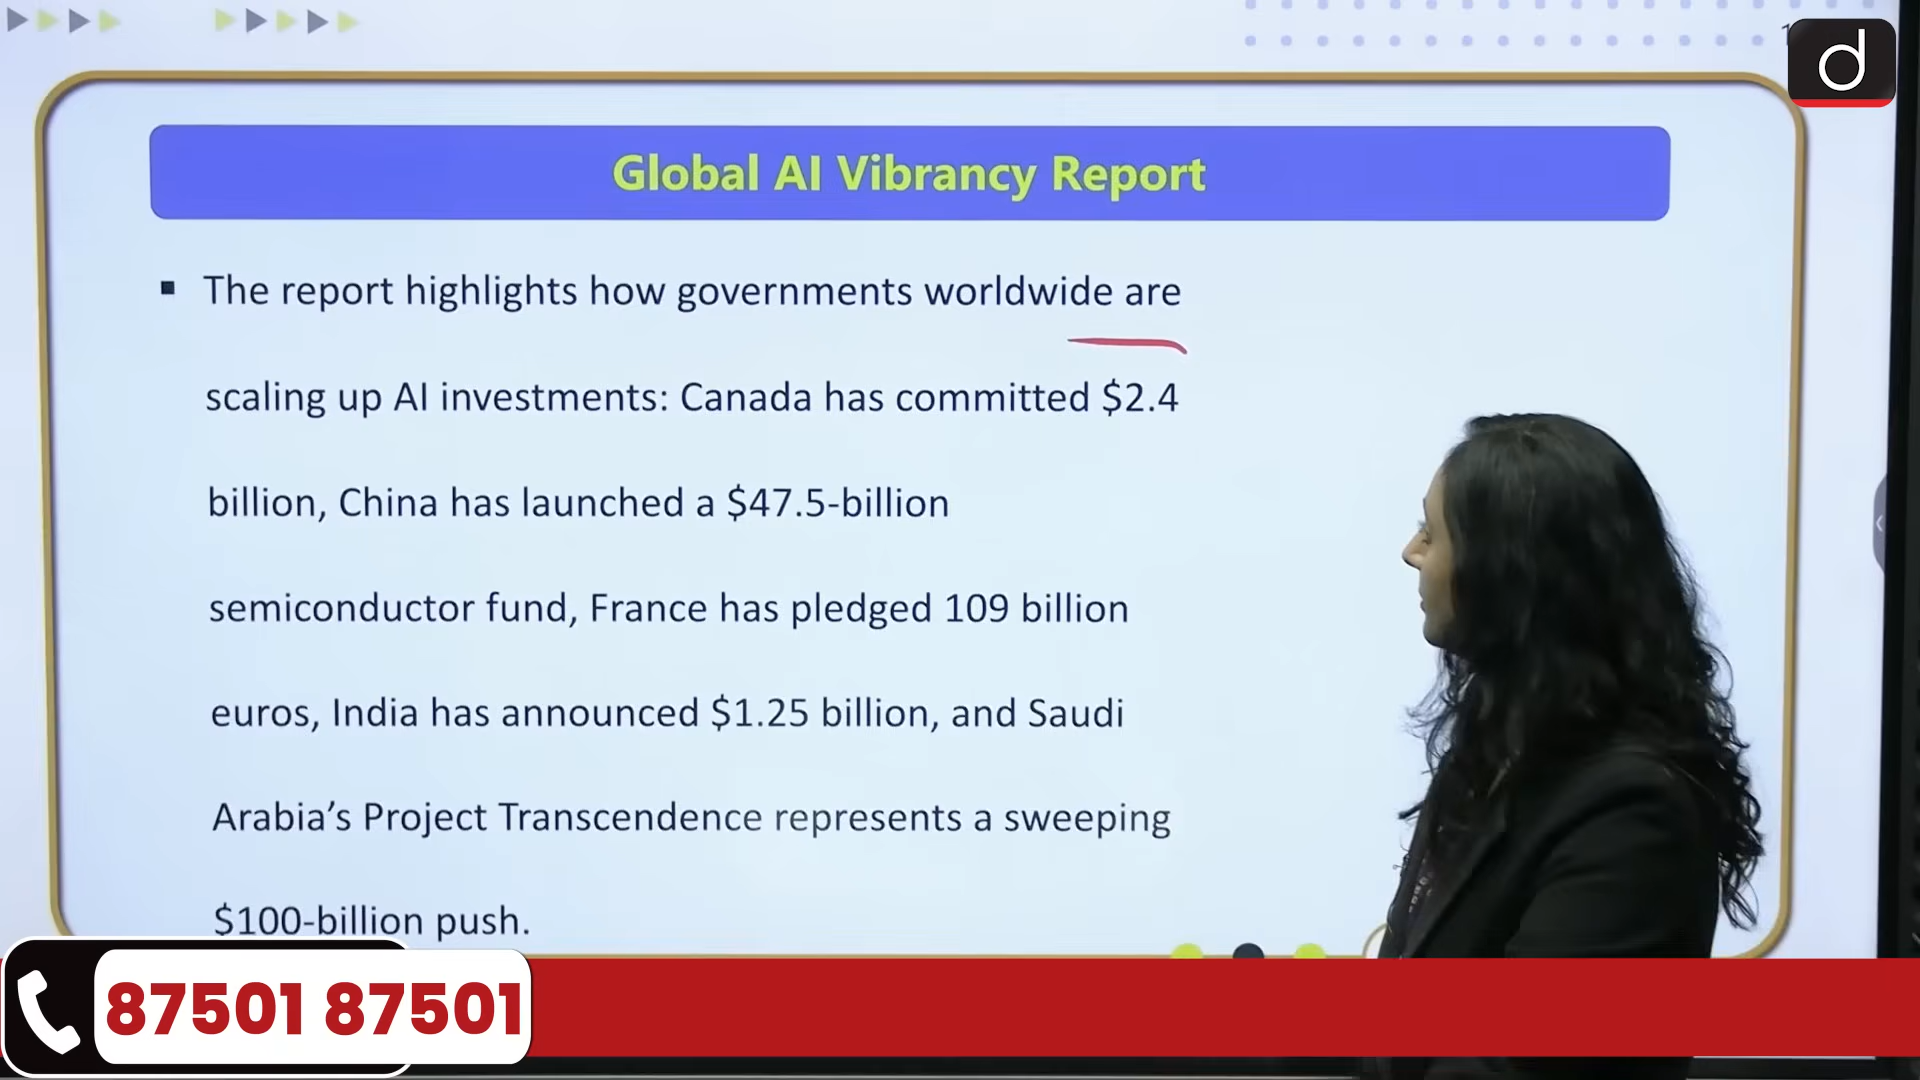 Global AI Vibrancy Report
▪ The report highlights how governments worldwide are
scaling up AI investments: Canada has committed $2.4
billion, China has launched a $47.5-billion
semiconductor fund, France has pledged 109 billion
euros, India has announced $1.25 billion, and Saudi
Arabia’s Project Transcendence represents a sweeping
$100-billion push.
87501 87501
d